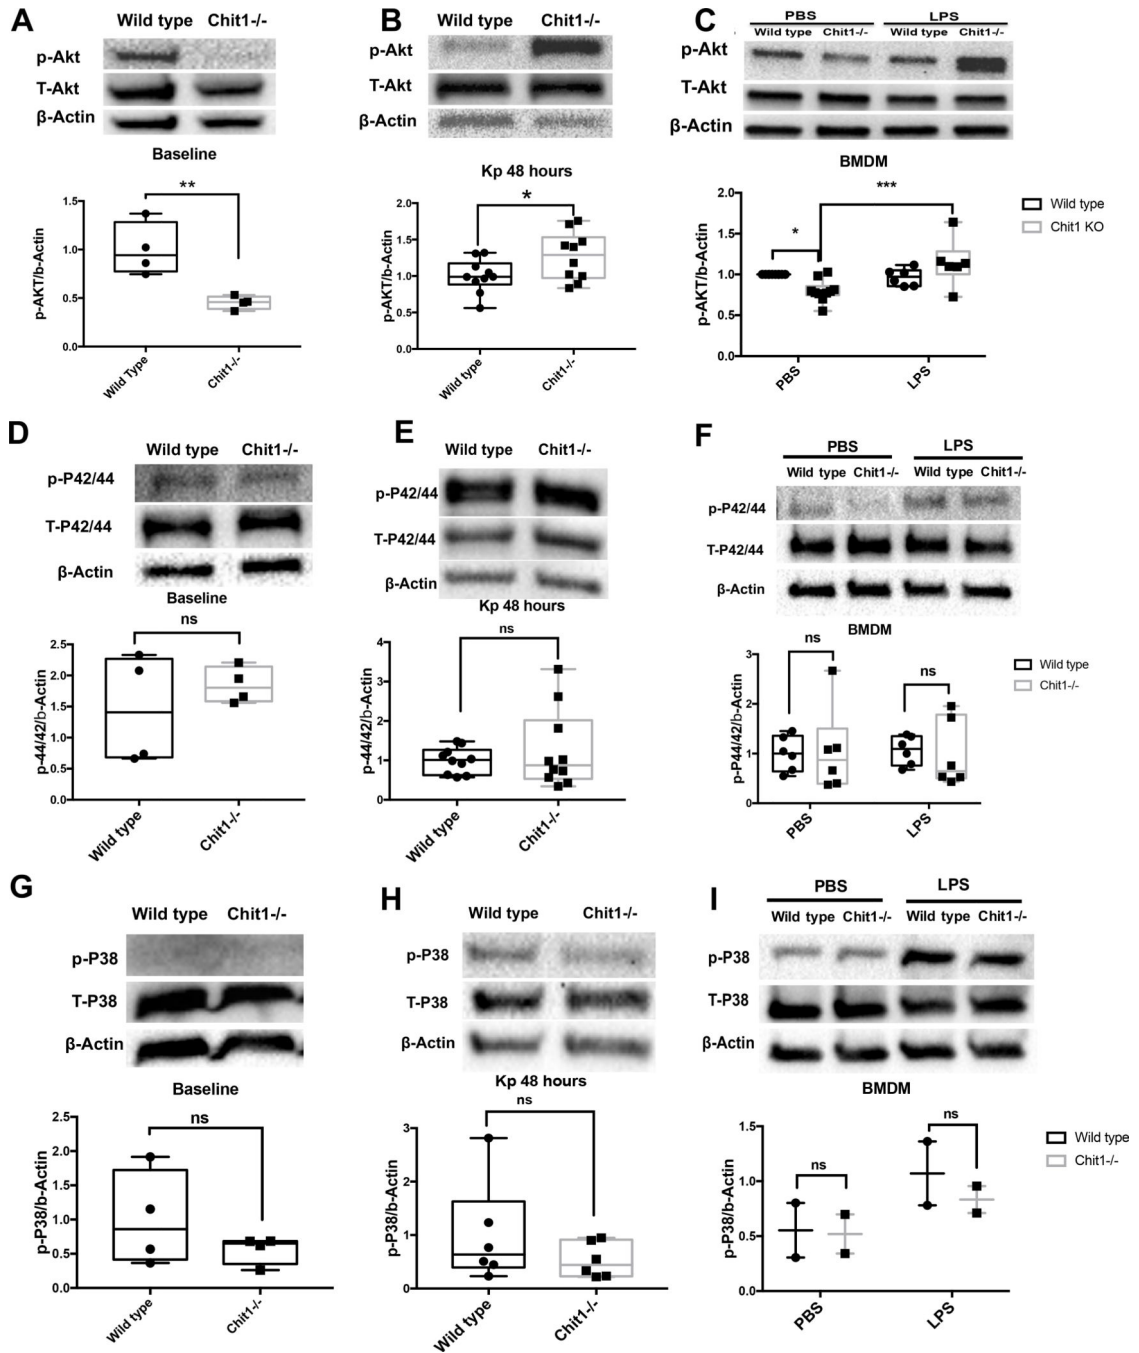 A
Wild type Chit1-/-
p-Akt
T-Akt
β-Actin
Baseline
**
p-AKT/b-Actin
1.5
1.0
0.5
0.0
Wild Type
Chit1-/-
B
Wild type Chit1-/-
p-Akt
T-Akt
β-Actin
Kp 48 hours
*
p-AKT/b-Actin
2.0
1.5
1.0
0.5
0.0
Wild type
Chit1-/-
C
PBS LPS
Wild type Chit1-/- Wild type Chit1-/-
p-Akt
T-Akt
β-Actin
BMDM
***
*
p-AKT/b-Actin
2.0
1.5
1.0
0.5
0.0
PBS LPS
Wild type
Chit1 KO
D
Wild type Chit1-/-
p-P42/44
T-P42/44
β-Actin
Baseline
ns
p-44/42/b-Actin
2.5
2.0
1.5
1.0
0.5
0.0
Wild type
Chit1-/-
E
Wild type Chit1-/-
p-P42/44
T-P42/44
β-Actin
Kp 48 hours
ns
p-44/42/b-Actin
4
3
2
1
0
Wild type
Chit1-/-
F
PBS LPS
Wild type Chit1-/- Wild type Chit1-/-
p-P42/44
T-P42/44
β-Actin
BMDM
ns
ns
p-P44/42/b-Actin
3
2
1
0
PBS LPS
Wild type
Chit1-/-
G
Wild type Chit1-/-
p-P38
T-P38
β-Actin
Baseline
ns
p-P38/b-Actin
2.5
2.0
1.5
1.0
0.5
0.0
Wild type
Chit1-/-
H
Wild type Chit1-/-
p-P38
T-P38
β-Actin
Kp 48 hours
ns
p-P38/b-Actin
3
2
1
0
Wild type
Chit1-/-
I
PBS LPS
Wild type Chit1-/- Wild type Chit1-/-
p-P38
T-P38
β-Actin
BMDM
ns
ns
p-P38/b-Actin
1.5
1.0
0.5
0.0
PBS LPS
Wild type
Chit1-/-